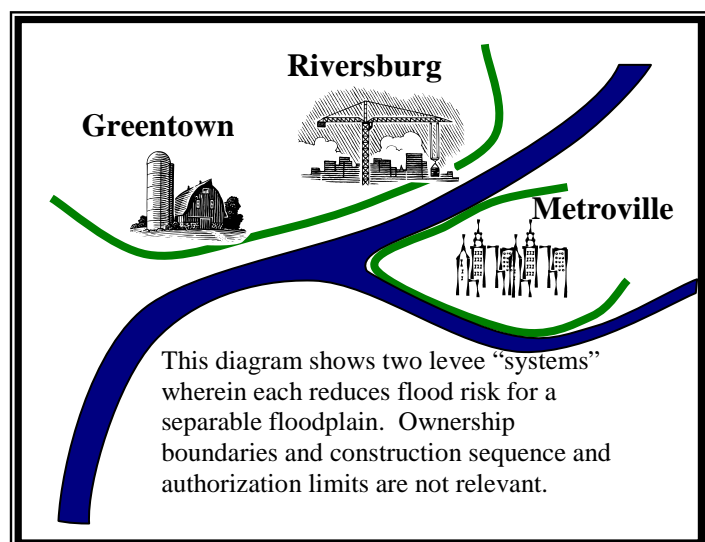 Riversburg
Greentown
Metroville
This diagram shows two levee “systems”
wherein each reduces flood risk for a
separable floodplain.  Ownership
boundaries and construction sequence and
authorization limits are not relevant.